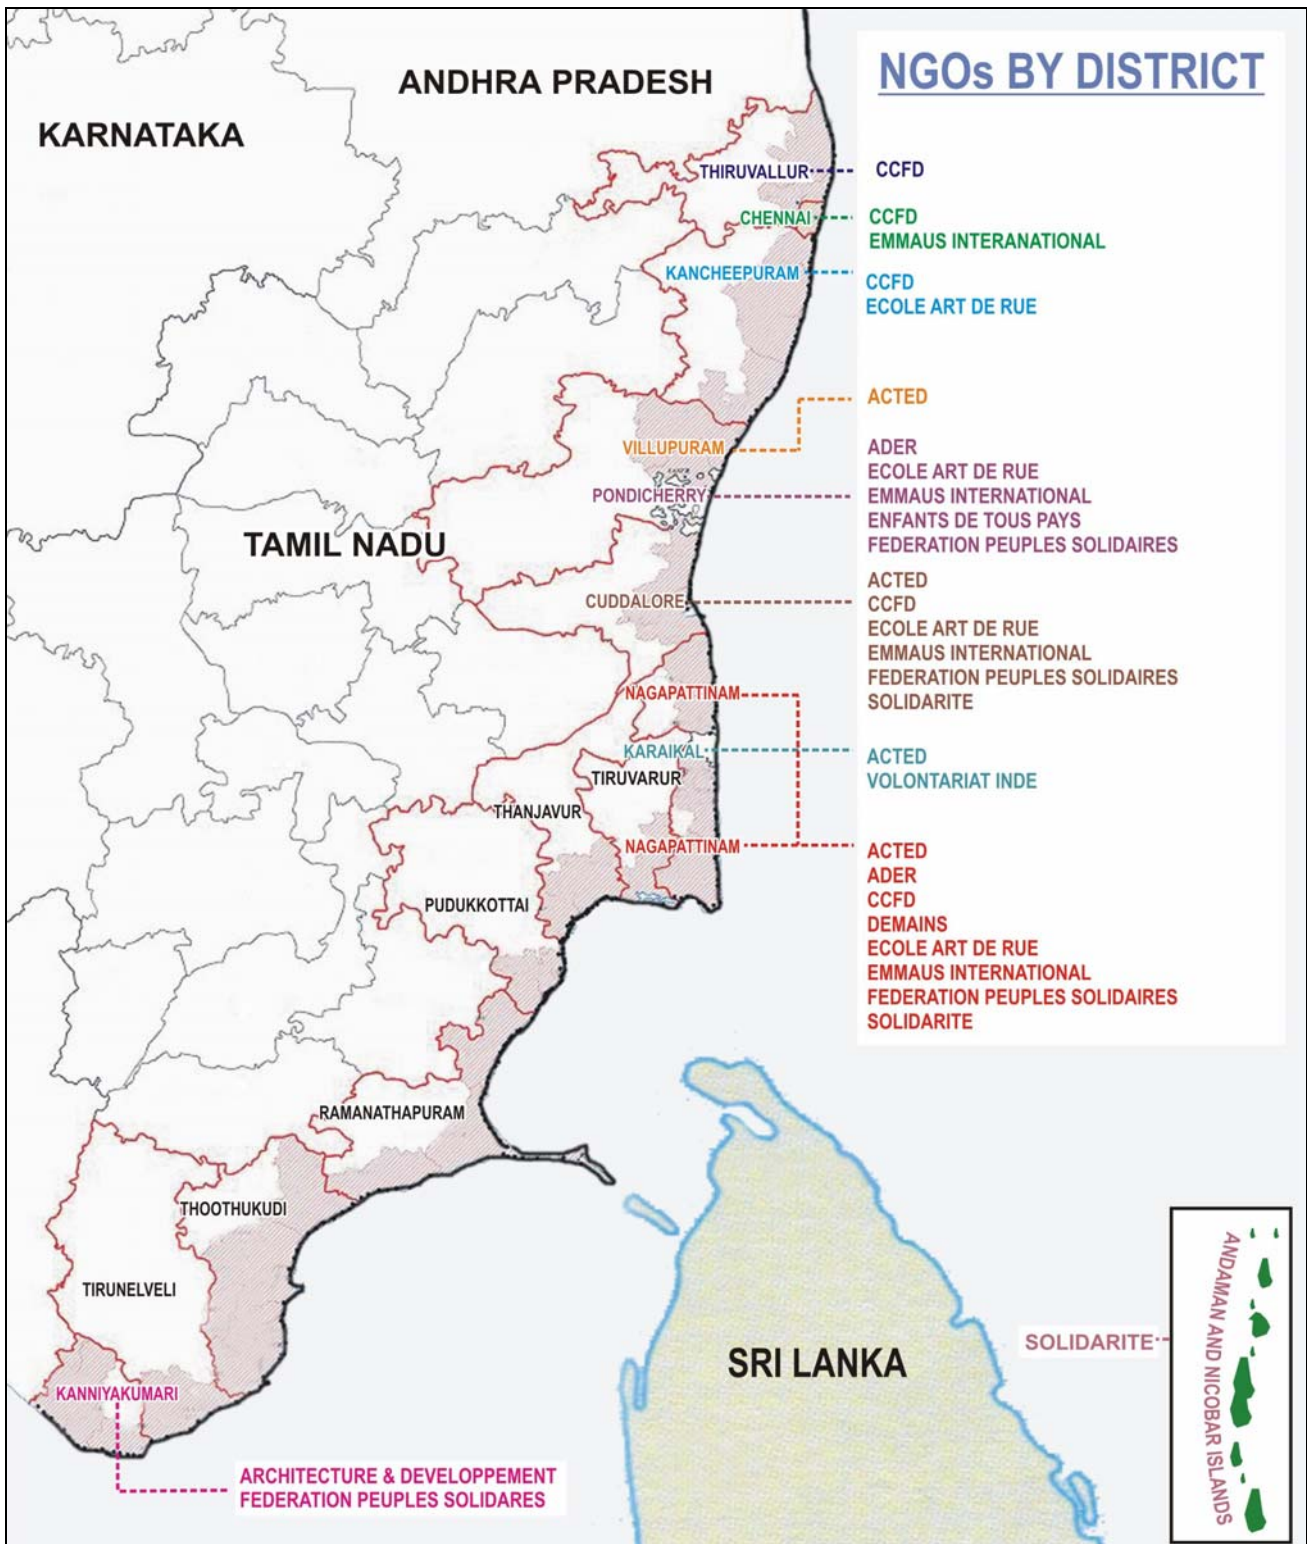 NGOs BY DISTRICT
ANDHRA PRADESH
KARNATAKA
THIRUVALLUR
CCFD
CHENNAI
CCFD
EMMAUS INTERANATIONAL
KANCHEEPURAM
CCFD
ECOLE ART DE RUE
VILLUPURAM
ACTED
PONDICHERRY
ADER
ECOLE ART DE RUE
EMMAUS INTERNATIONAL
ENFANTS DE TOUS PAYS
FEDERATION PEUPLES SOLIDAIRES
TAMIL NADU
CUDDALORE
ACTED
CCFD
ECOLE ART DE RUE
EMMAUS INTERNATIONAL
FEDERATION PEUPLES SOLIDAIRES
SOLIDARITE
NAGAPATTINAM
KARAIKAL
ACTED
VOLONTARIAT INDE
TIRUVARUR
THANJAVUR
NAGAPATTINAM
ACTED
ADER
CCFD
DEMAINS
ECOLE ART DE RUE
EMMAUS INTERNATIONAL
FEDERATION PEUPLES SOLIDAIRES
SOLIDARITE
PUDUKKOTTAI
RAMANATHAPURAM
THOOTHUKUDI
TIRUNELVELI
KANNIYAKUMARI
ARCHITECTURE & DEVELOPPEMENT
FEDERATION PEUPLES SOLIDARES
SRI LANKA
SOLIDARITE
ANDAMAN AND NICOBAR ISLANDS